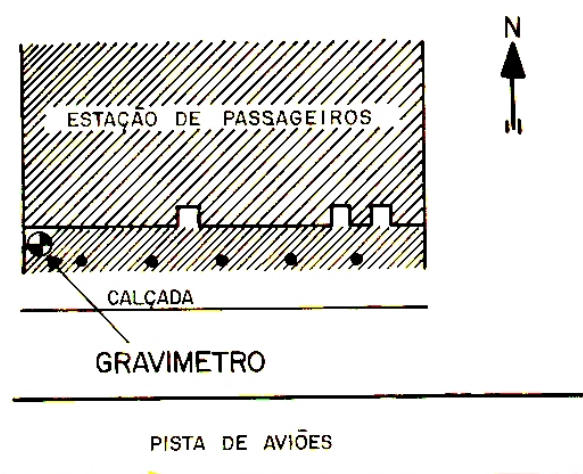 N
ESTAÇÃO DE PASSAGEIROS
CALÇADA
GRAVIMETRO
PISTA DE AVIÕES